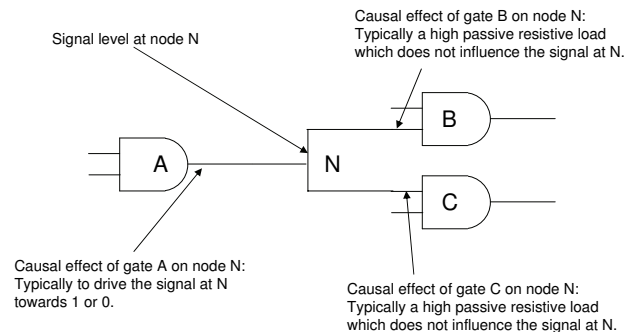 Causal effect of gate B on node N:
Typically a high passive resistive load
which does not influence the signal at N.
Signal level at node N
B
A
N
C
Causal effect of gate A on node N:
Typically to drive the signal at N
towards 1 or 0.
Causal effect of gate C on node N:
Typically a high passive resistive load
which does not influence the signal at N.